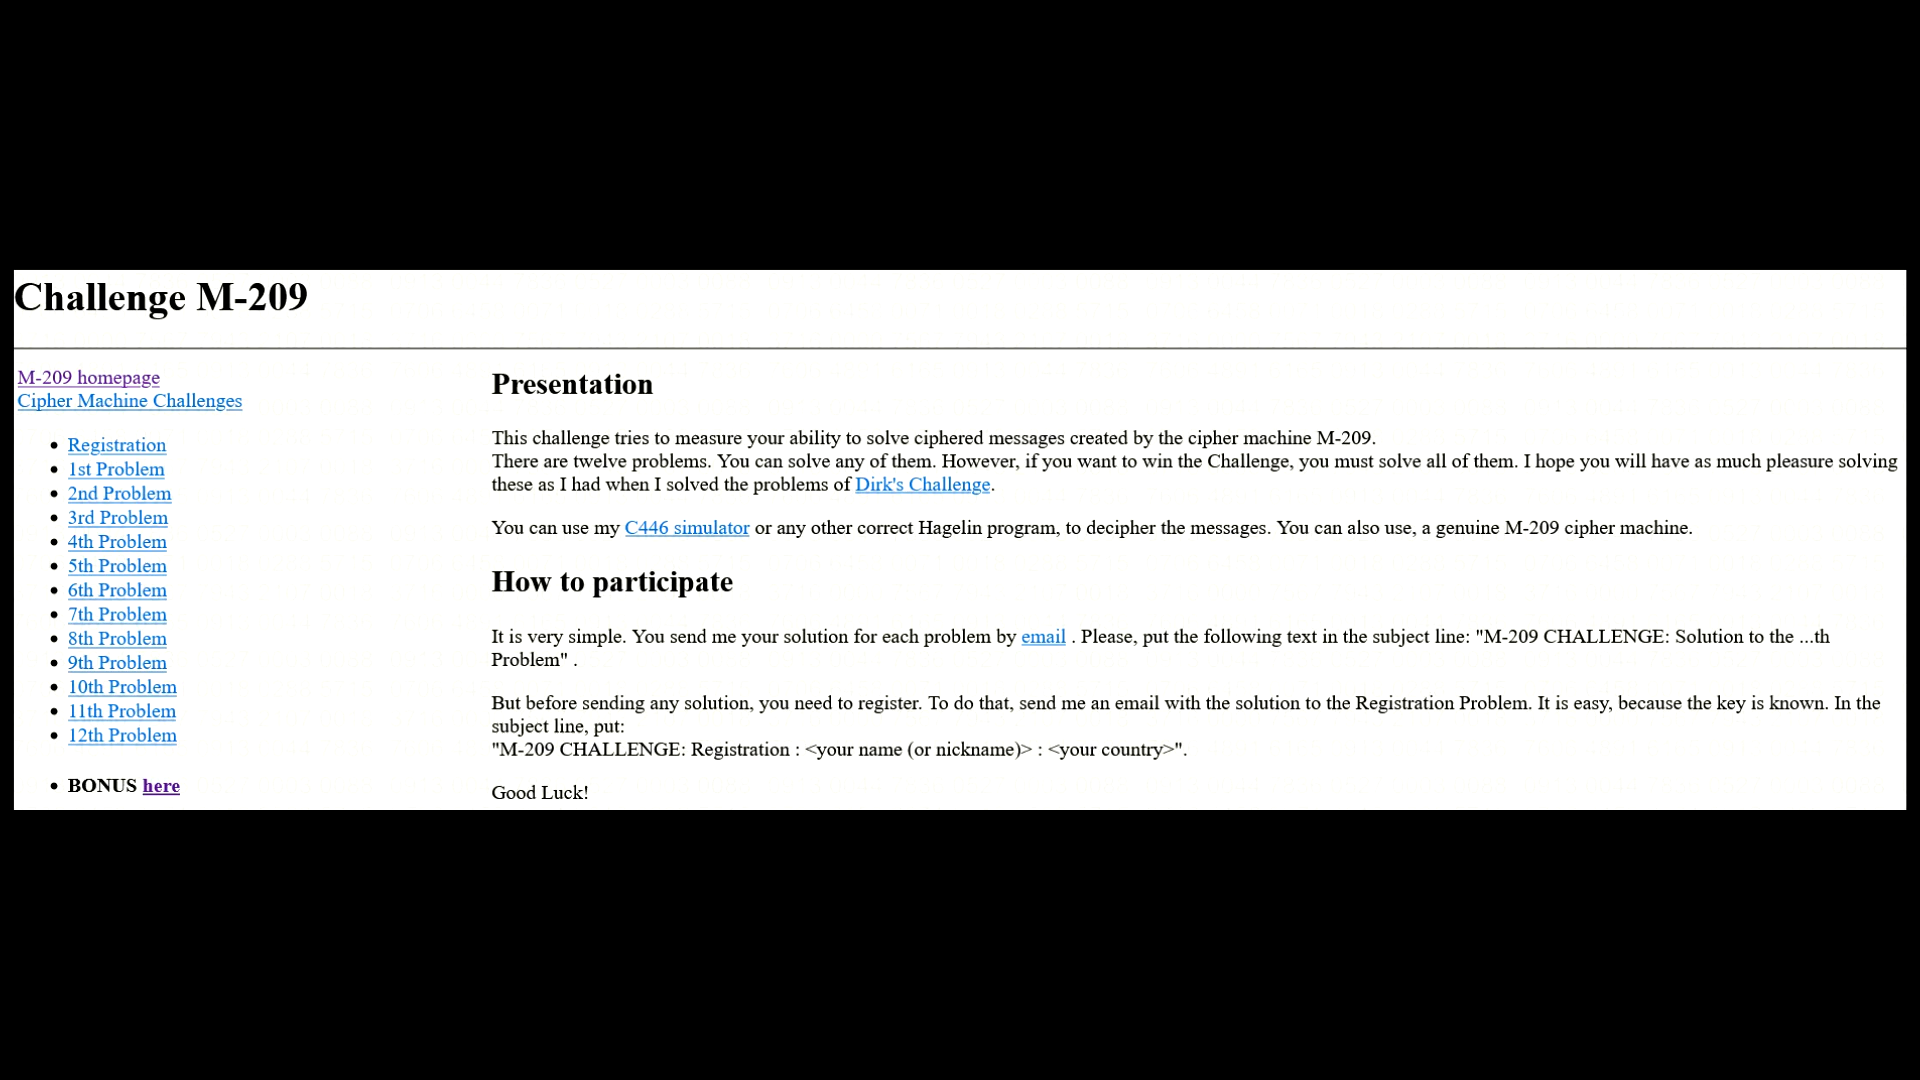 Challenge M-209
M-209 homepage
Cipher Machine Challenges
Registration
1st Problem
2nd Problem
3rd Problem
4th Problem
5th Problem
6th Problem
7th Problem
8th Problem
9th Problem
10th Problem
11th Problem
12th Problem
BONUS here
Presentation
This challenge tries to measure your ability to solve ciphered messages created by the cipher machine M-209.
There are twelve problems. You can solve any of them. However, if you want to win the Challenge, you must solve all of them. I hope you will have as much pleasure solving
these as I had when I solved the problems of Dirk's Challenge.
You can use my C446 simulator or any other correct Hagelin program, to decipher the messages. You can also use, a genuine M-209 cipher machine.
How to participate
It is very simple. You send me your solution for each problem by email . Please, put the following text in the subject line: "M-209 CHALLENGE: Solution to the ...th
Problem" .
But before sending any solution, you need to register. To do that, send me an email with the solution to the Registration Problem. It is easy, because the key is known. In the
subject line, put:
"M-209 CHALLENGE: Registration : <your name (or nickname)> : <your country>".
Good Luck!